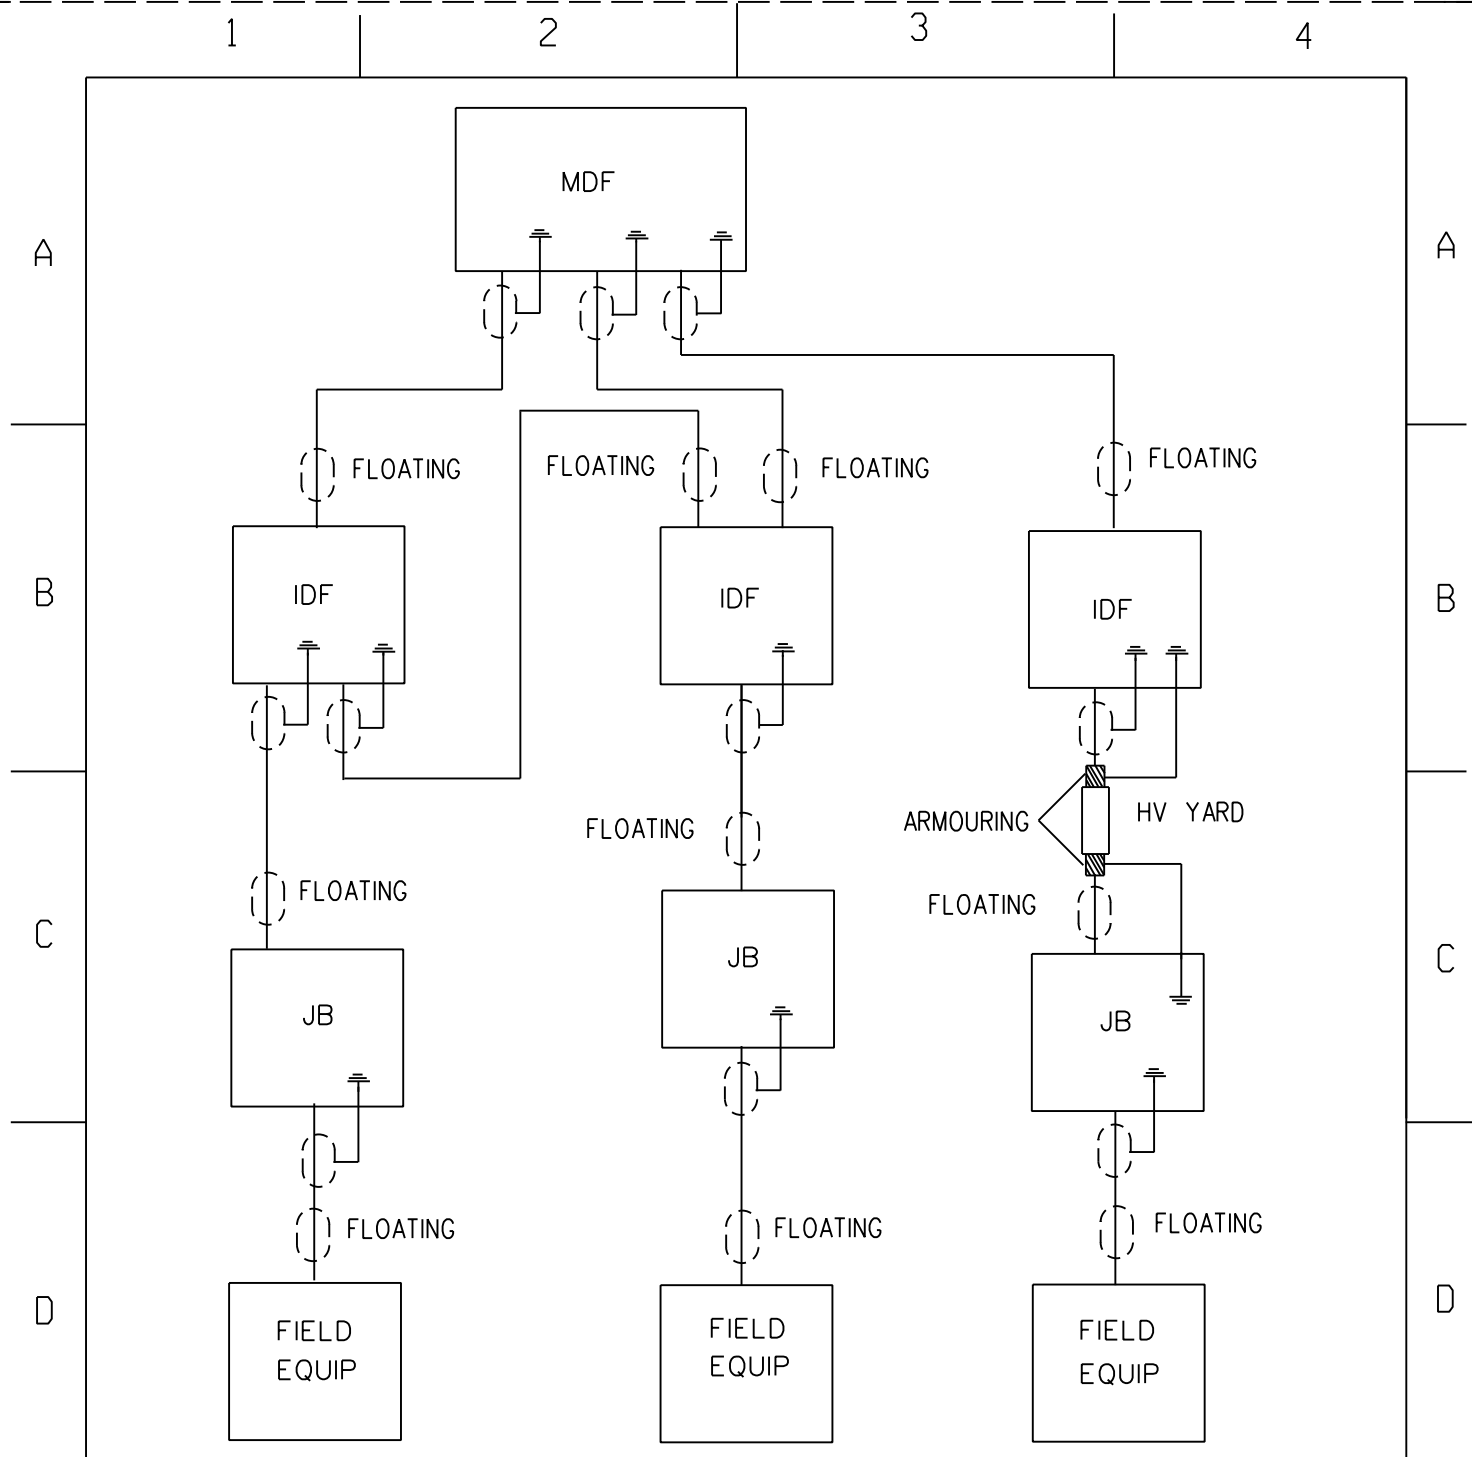 1 2 3 4
MDF
A A
FLOATING FLOATING FLOATING FLOATING
IDF IDF IDF
B B
ARMOURING HV YARD
FLOATING
FLOATING FLOATING
C C
JB JB JB
FLOATING FLOATING FLOATING
D D
FIELD FIELD FIELD
EQUIP EQUIP EQUIP